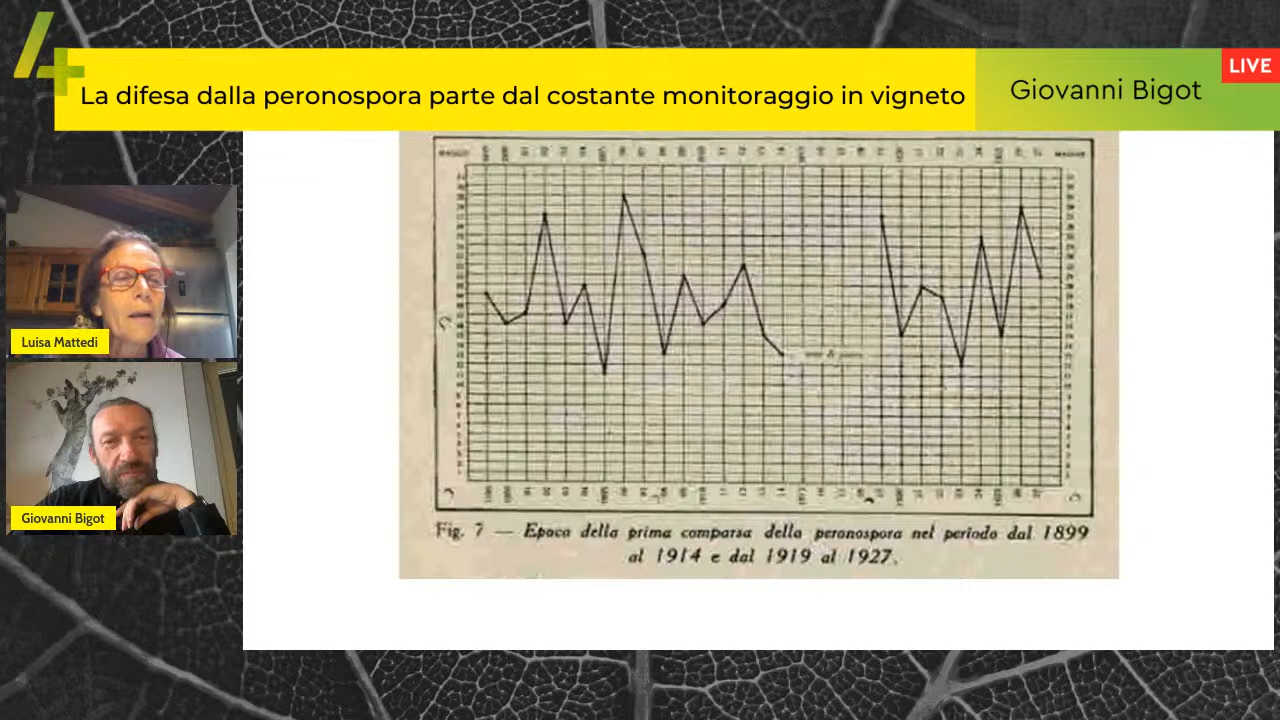 La difesa dalla peronospora parte dal costante monitoraggio in vigneto
Giovanni Bigot
LIVE
Luisa Mattedi
Giovanni Bigot
Fig. 7 — Epoca della prima comparsa della peronospora nel periodo dal 1899
al 1914 e dal 1919 al 1927.